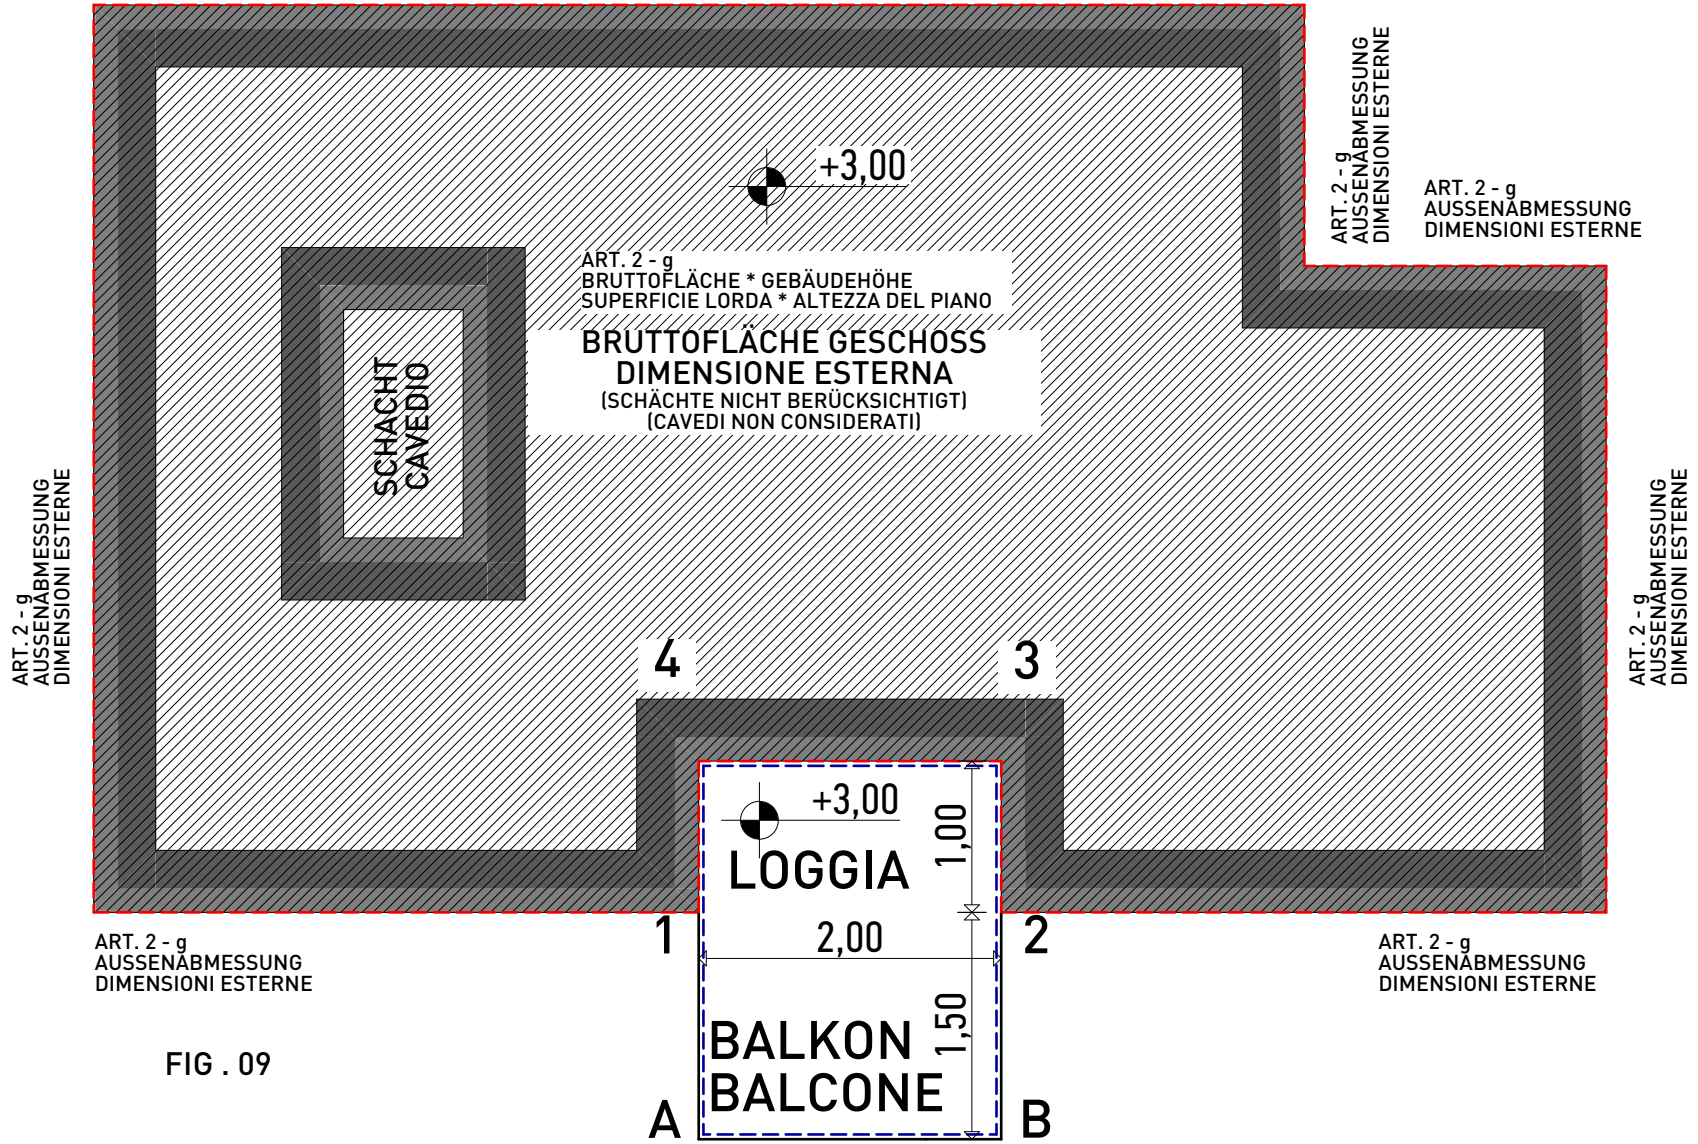 ART. 2 - g
AUSSENABMESSUNG
DIMENSIONI ESTERNE
ART. 2 - g
AUSSENABMESSUNG
DIMENSIONI ESTERNE
+3,00
ART. 2 - g
BRUTTOFLÄCHE * GEBÄUDEHÖHE
SUPERFICIE LORDA * ALTEZZA DEL PIANO
BRUTTOFLÄCHE GESCHOSS
DIMENSIONE ESTERNA
(SCHÄCHTE NICHT BERÜCKSICHTIGT)
(CAVEDI NON CONSIDERATI)
SCHACHT
CAVEDIO
ART. 2 - g
AUSSENABMESSUNG
DIMENSIONI ESTERNE
ART. 2 - g
AUSSENABMESSUNG
DIMENSIONI ESTERNE
4
3
+3,00
1,00
LOGGIA
1
2
2,00
ART. 2 - g
AUSSENABMESSUNG
DIMENSIONI ESTERNE
ART. 2 - g
AUSSENABMESSUNG
DIMENSIONI ESTERNE
1,50
BALKON
BALCONE
FIG . 09
A
B